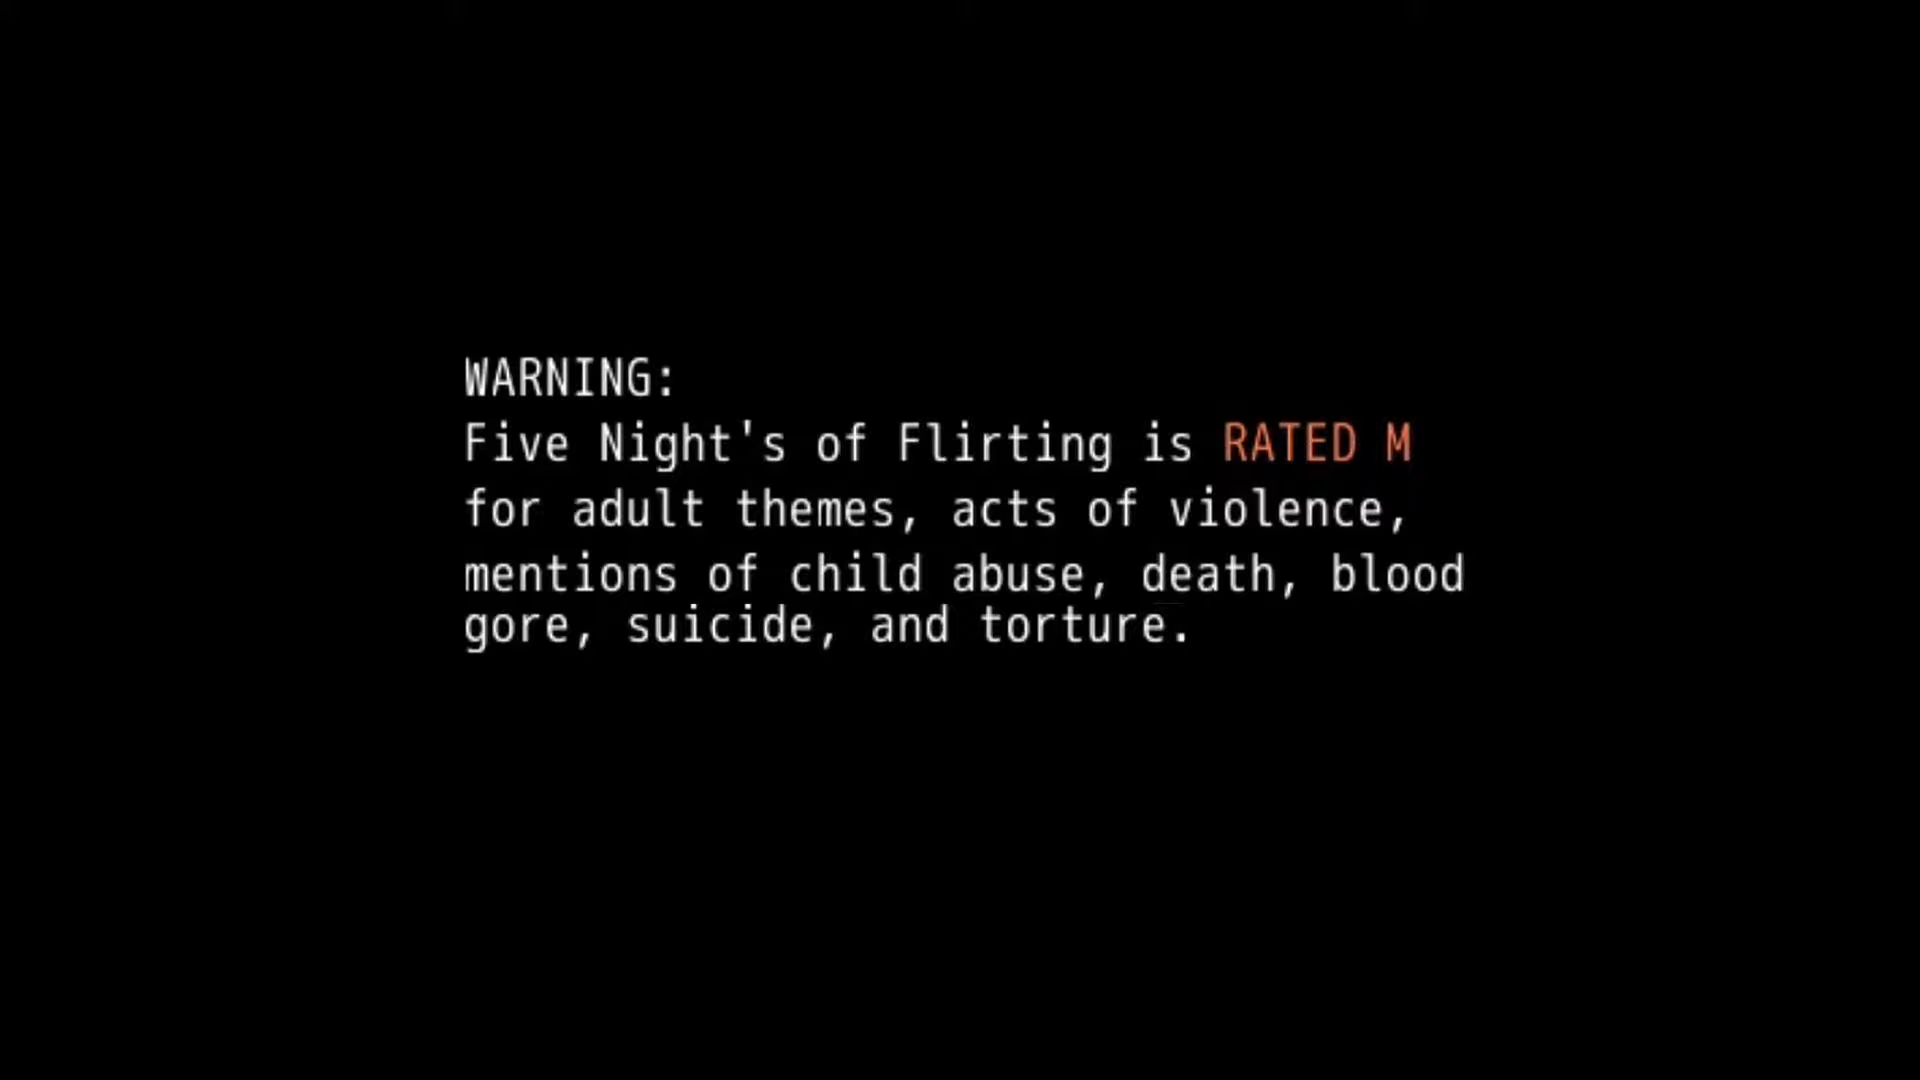 WARNING:
Five Night's of Flirting is RATED M
for adult themes, acts of violence,
mentions of child abuse, death, blood
gore, suicide, and torture.